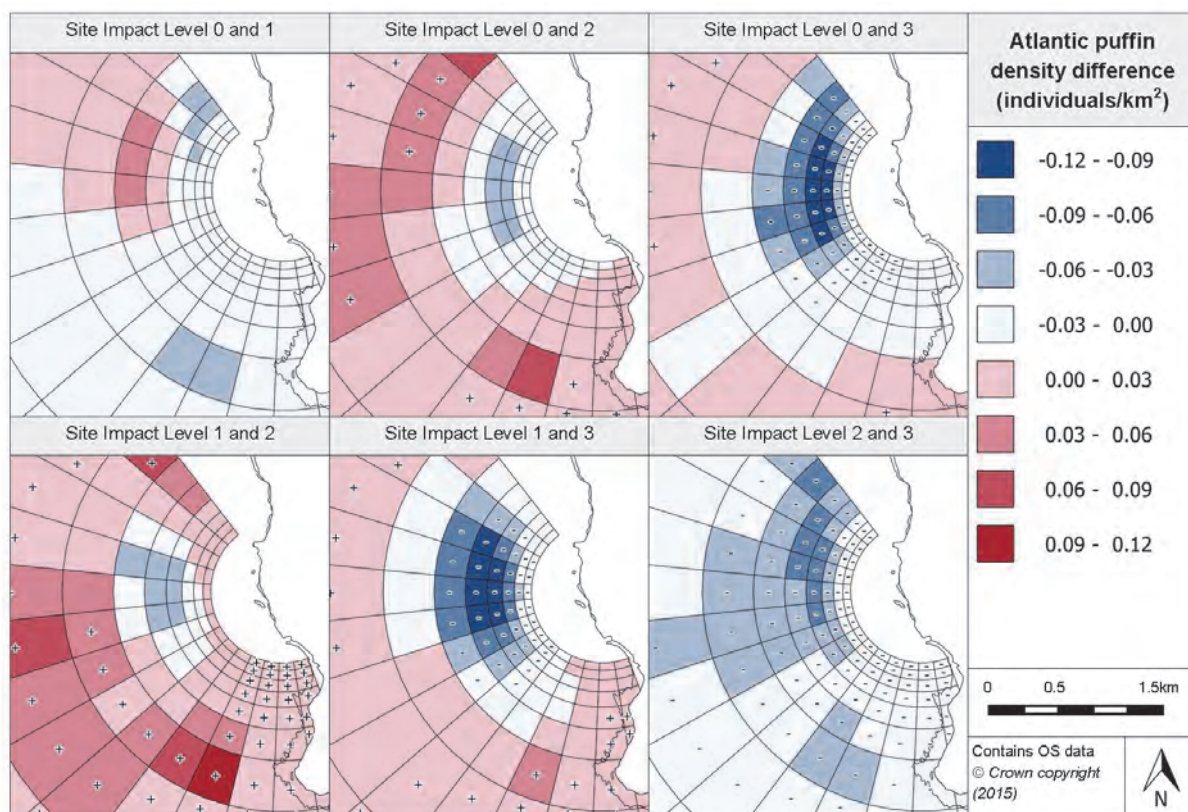 Site Impact Level 0 and 1
Site Impact Level 0 and 2
Site Impact Level 0 and 3
Site Impact Level 1 and 2
Site Impact Level 1 and 3
Site Impact Level 2 and 3
Atlantic puffin
density difference
(individuals/km²)
-0.12 - -0.09
-0.09 - -0.06
-0.06 - -0.03
-0.03 - 0.00
0.00 - 0.03
0.03 - 0.06
0.06 - 0.09
0.09 - 0.12
0 0.5 1.5km
Contains OS data
© Crown copyright
(2015)
N